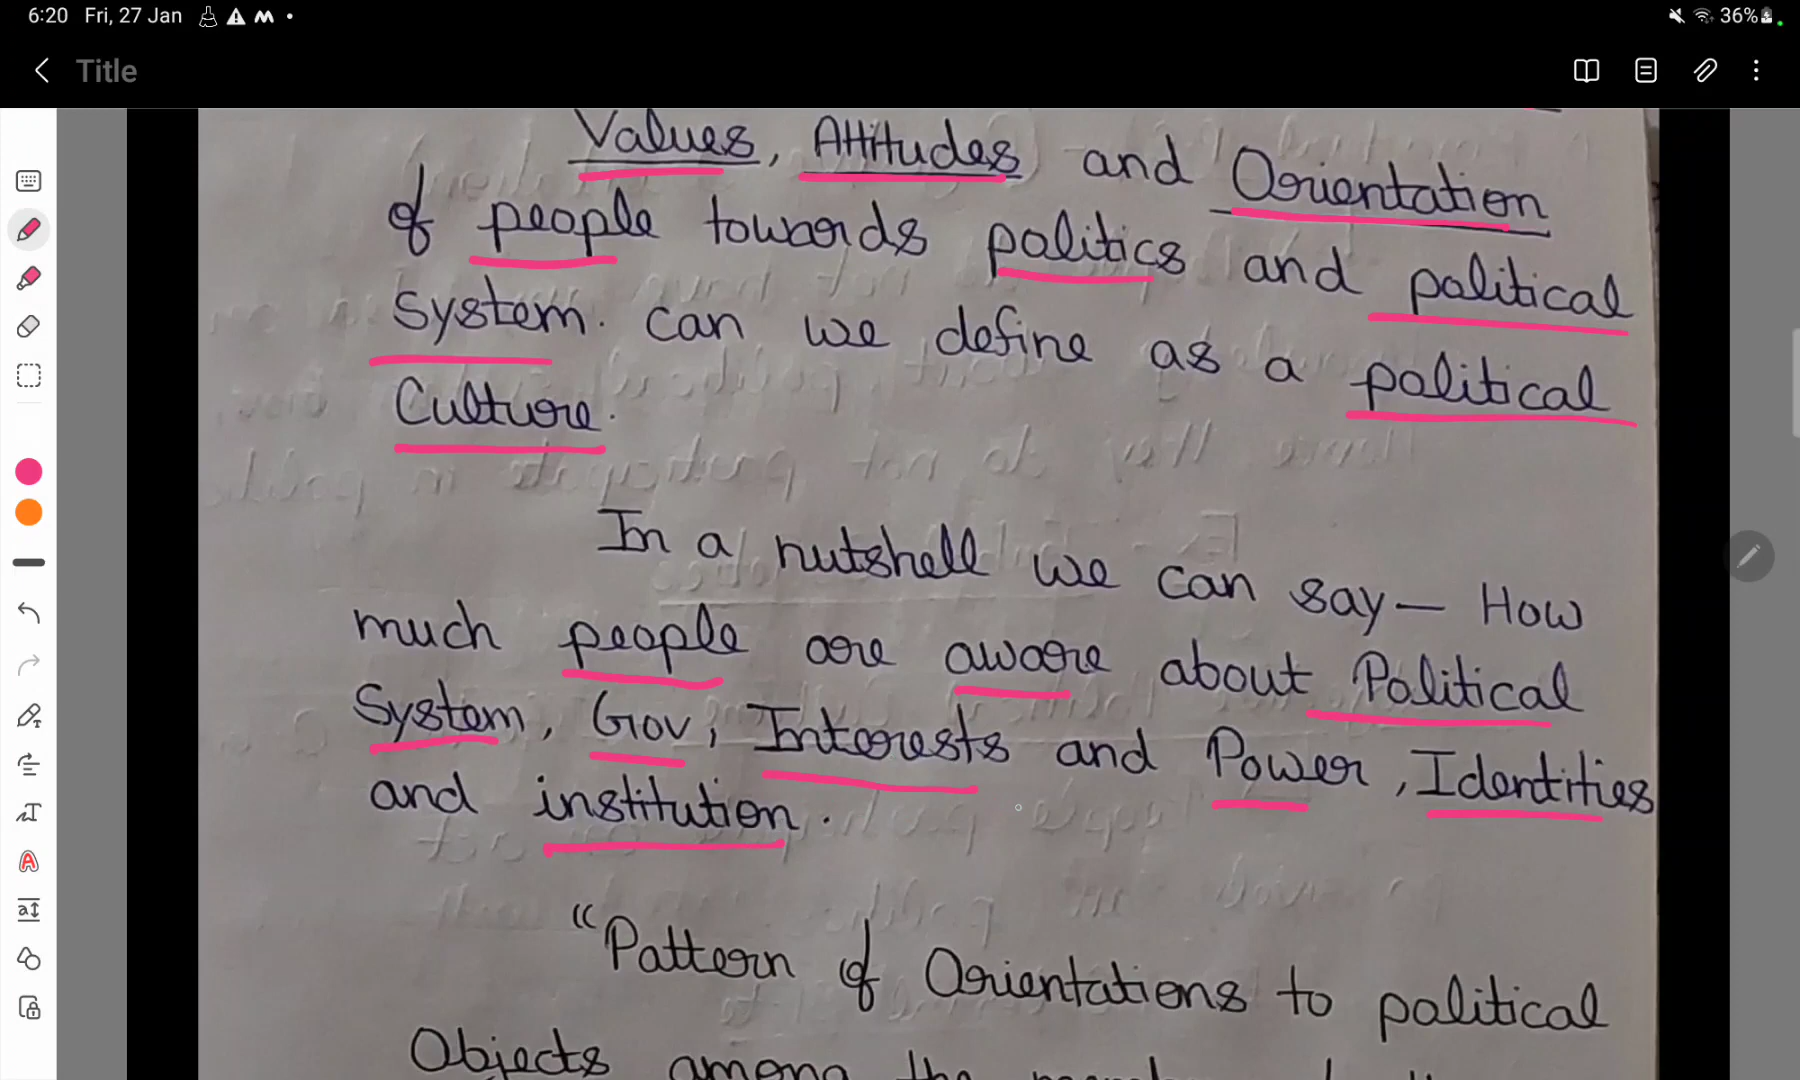 6:20 Fri, 27 Jan
36%
Title
Values, Attitudes and Orientation
of people towards politics and political
System. can we define as a political
Culture.
In a nutshell we can say— How
much people are aware about Political
System, Gov, Interests and Power, Identities
and institution.
“Pattern of Orientations to political
Objects among the